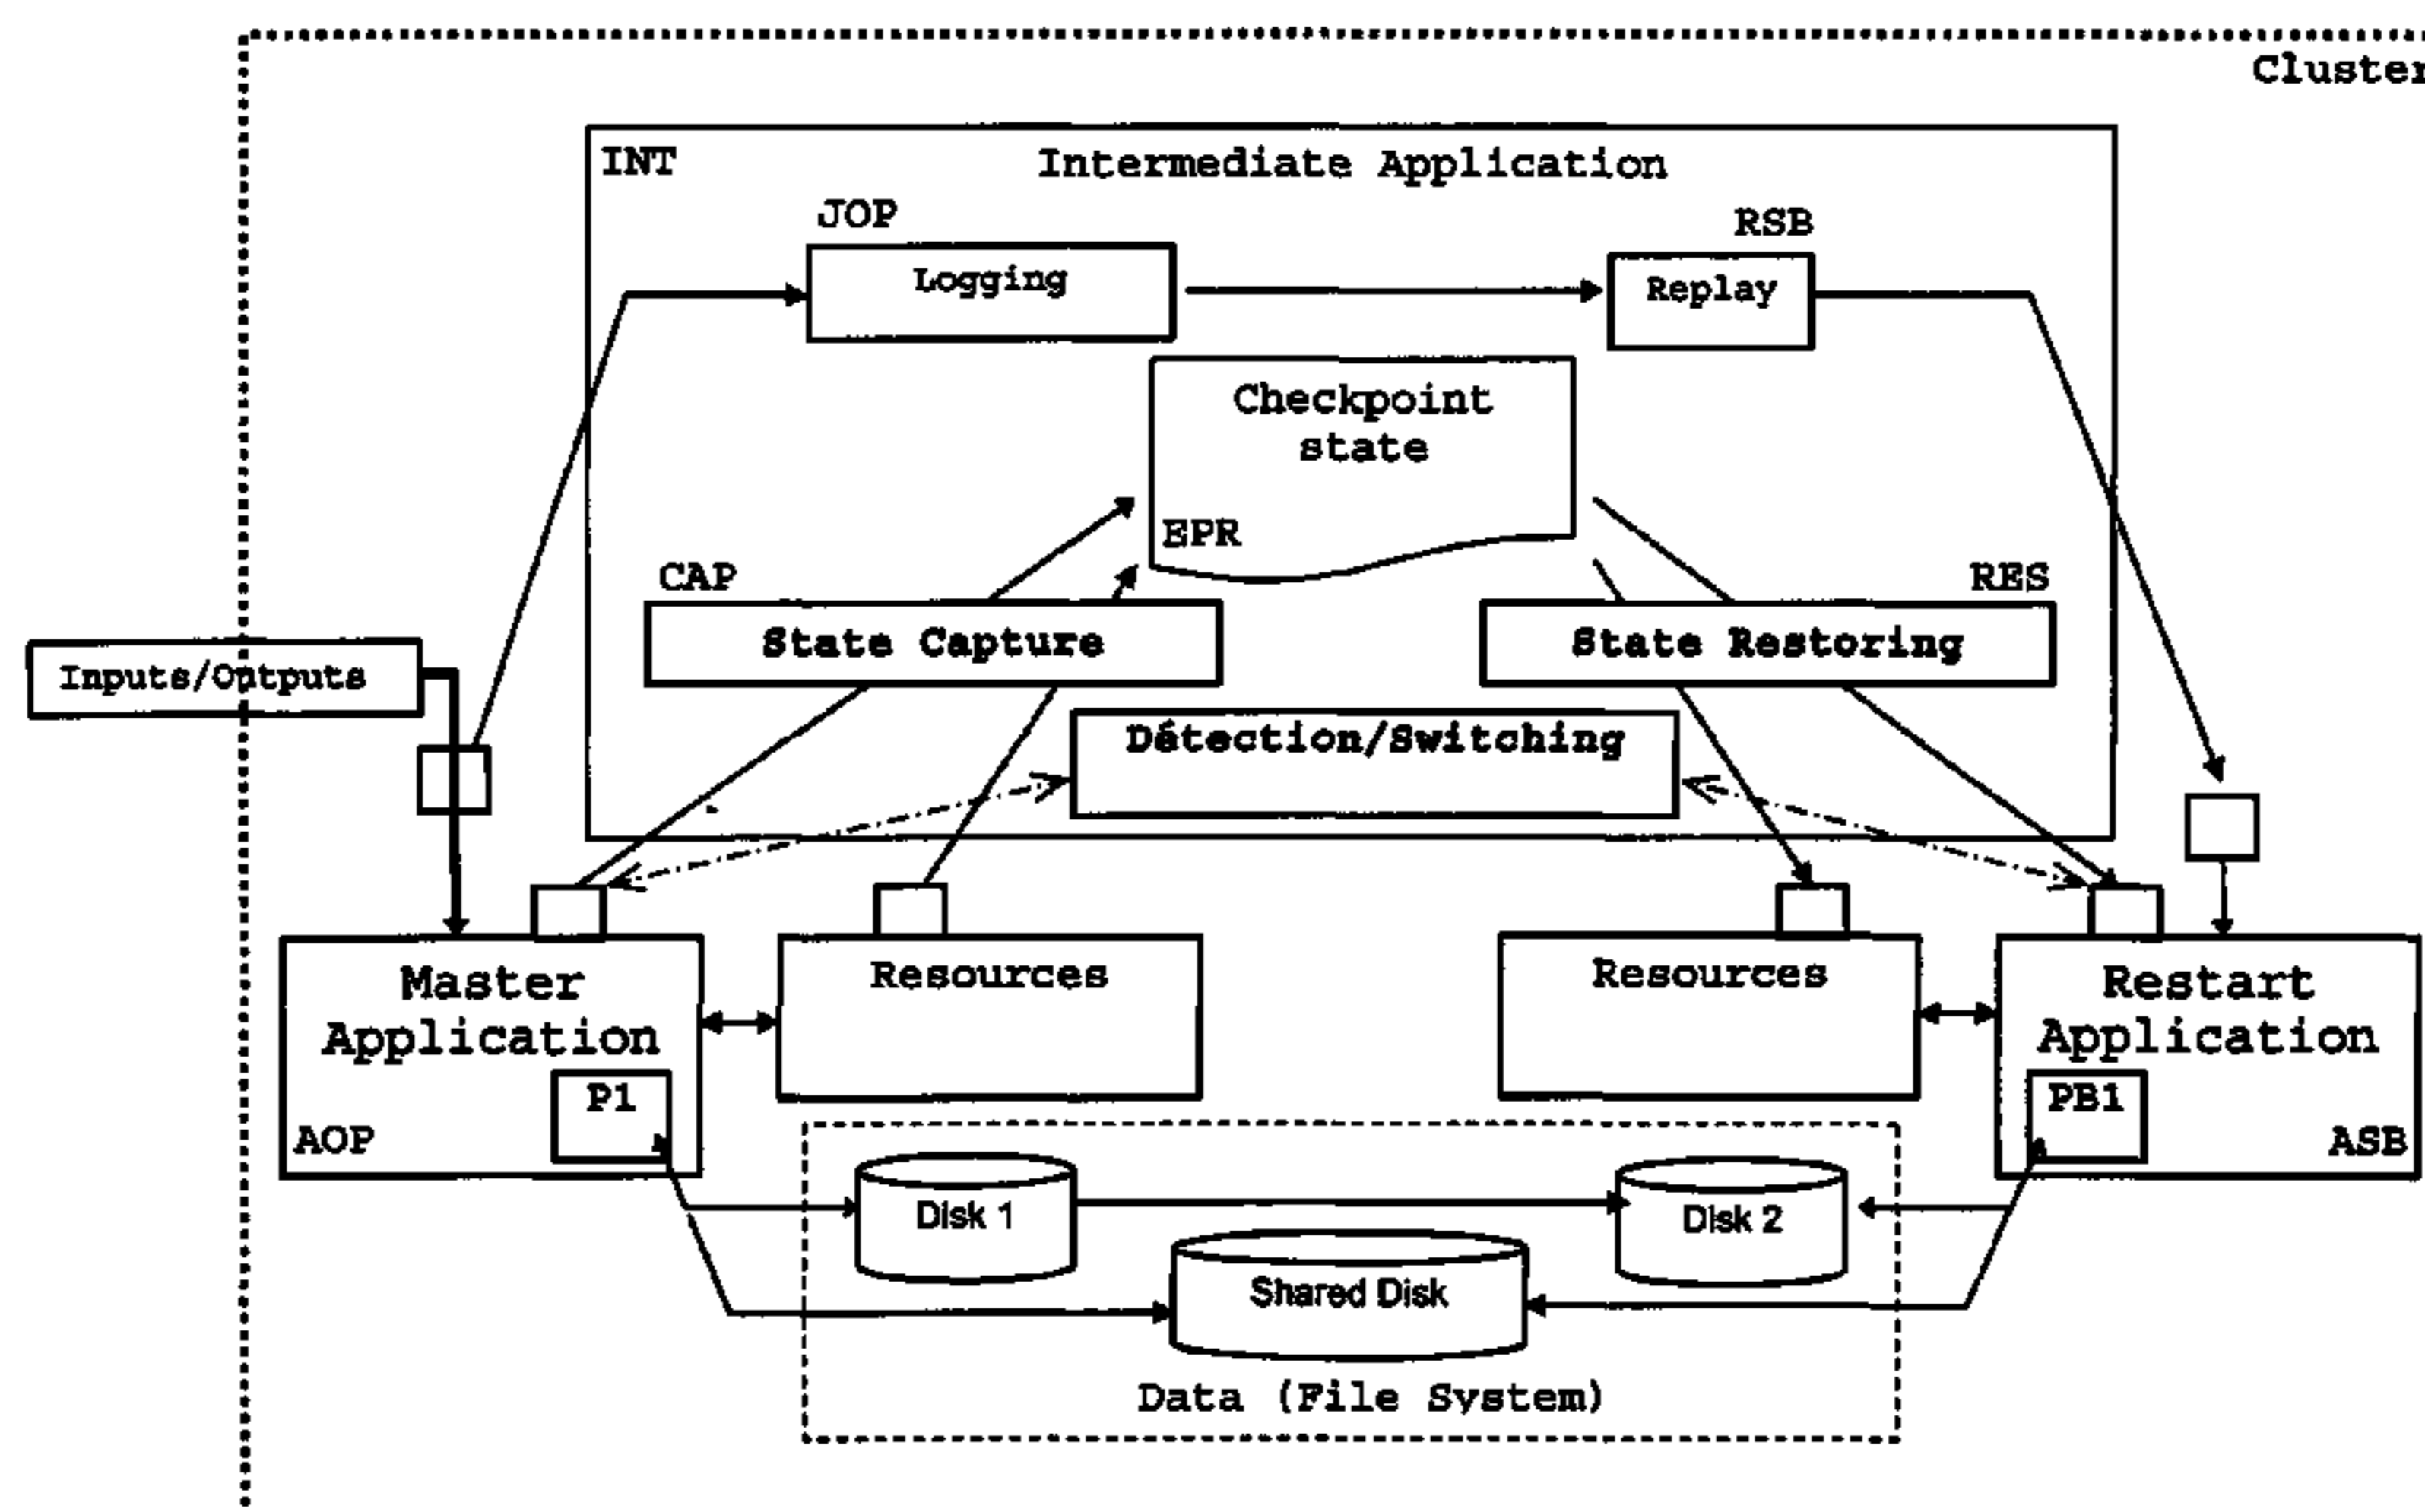 Cluster
INT
Intermediate Application
JOP
RSB
Logging
Replay
Checkpoint
state
EPR
CAP
RES
State Capture
State Restoring
Inputs/Outputs
Détection/Switching
Master
Application
Resources
Resources
Restart
Application
P1
PB1
AOP
ASB
Disk 1
Disk 2
Shared Disk
Data (File System)